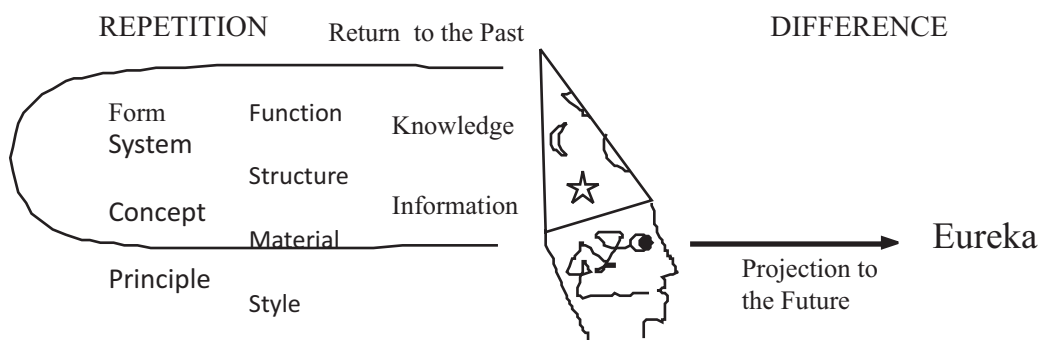 REPETITION
Return to the Past
DIFFERENCE
Form
Function
Knowledge
System
Structure
Information
Concept
Material
Principle
Style
Eureka
Projection to
the Future